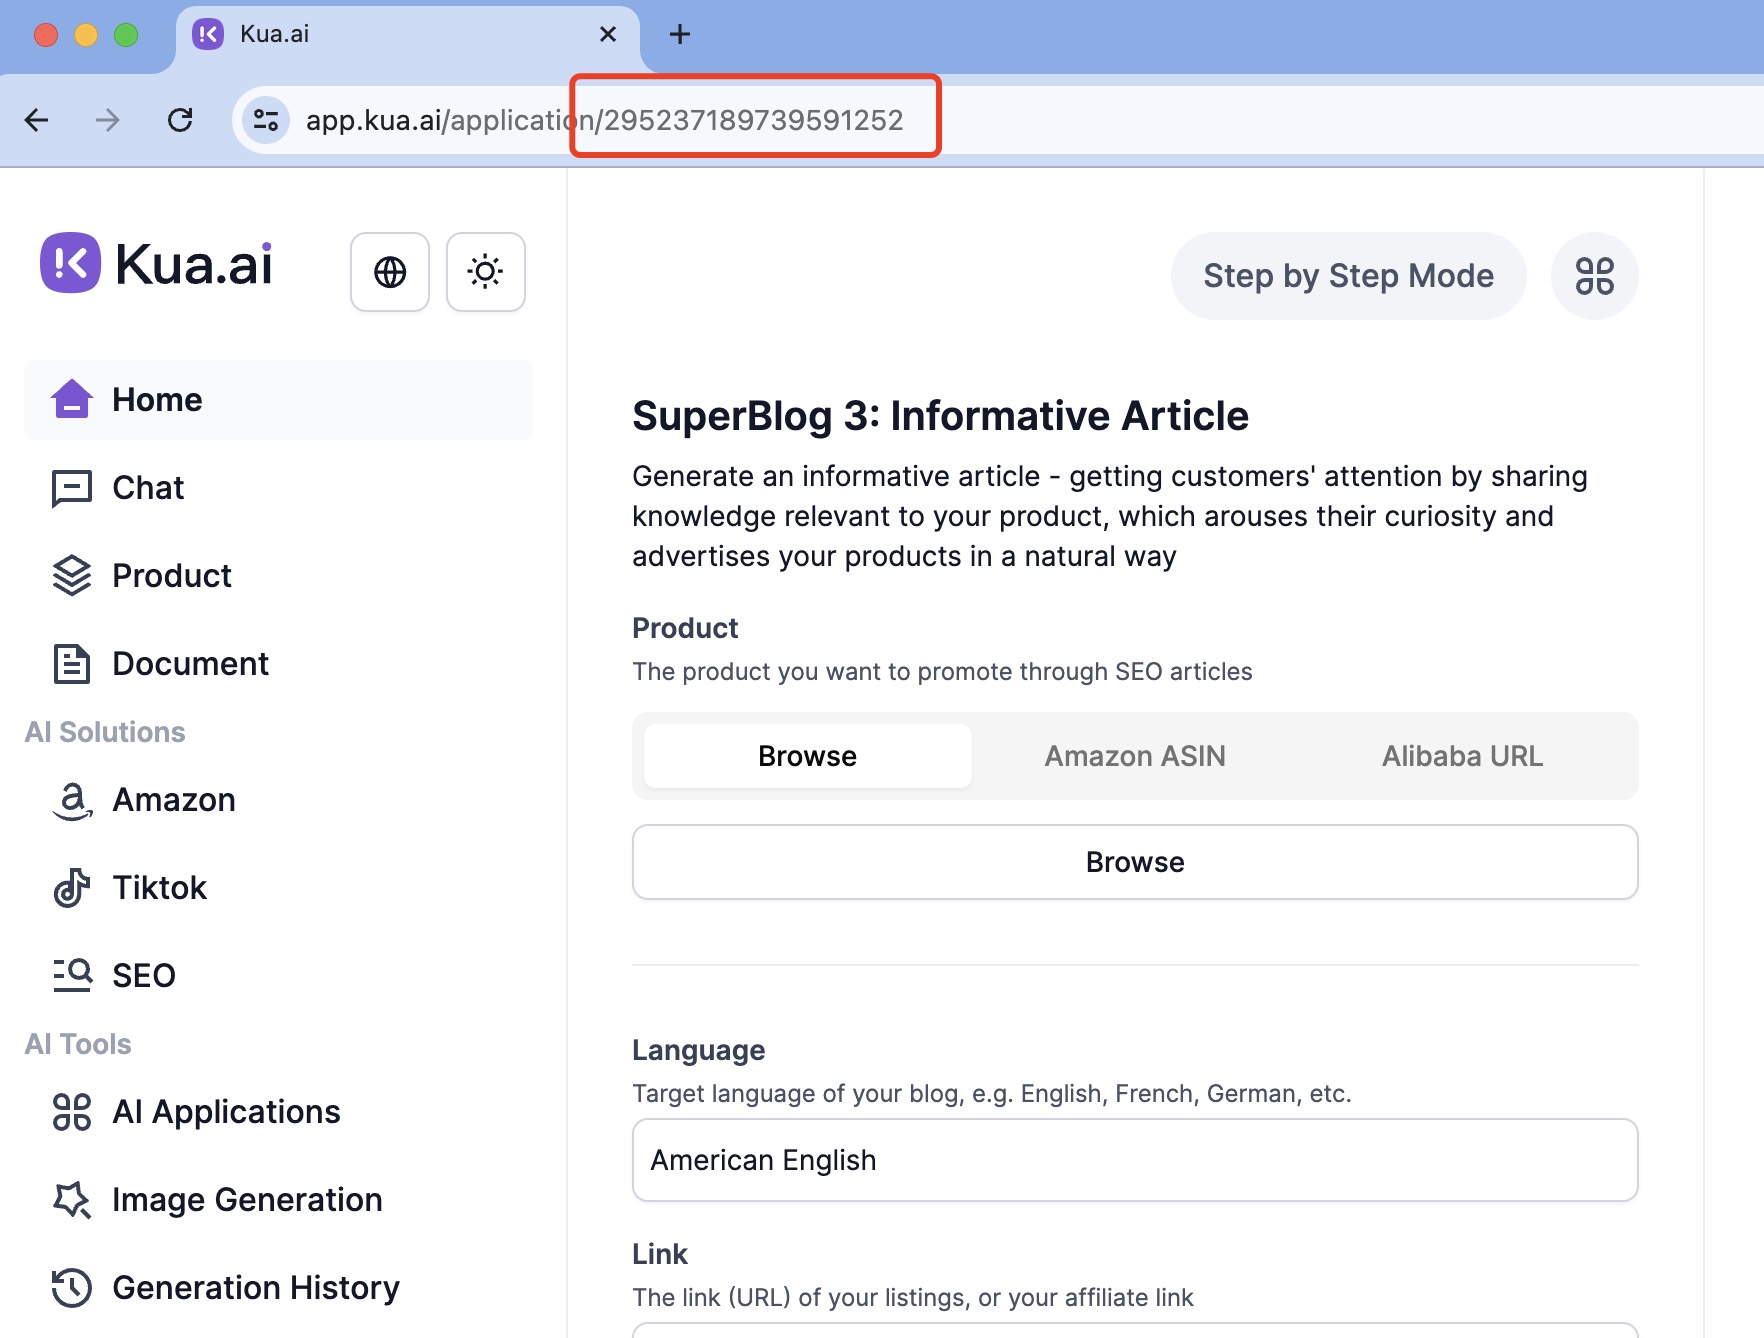 Kua.ai
app.kua.ai/application/295237189739591252
Kua.ai
Home
Chat
Product
Document
AI Solutions
Amazon
Tiktok
SEO
AI Tools
AI Applications
Image Generation
Generation History
Step by Step Mode
SuperBlog 3: Informative Article
Generate an informative article - getting customers' attention by sharing
knowledge relevant to your product, which arouses their curiosity and
advertises your products in a natural way
Product
The product you want to promote through SEO articles
Browse
Amazon ASIN
Alibaba URL
Browse
Language
Target language of your blog, e.g. English, French, German, etc.
American English
Link
The link (URL) of your listings, or your affiliate link